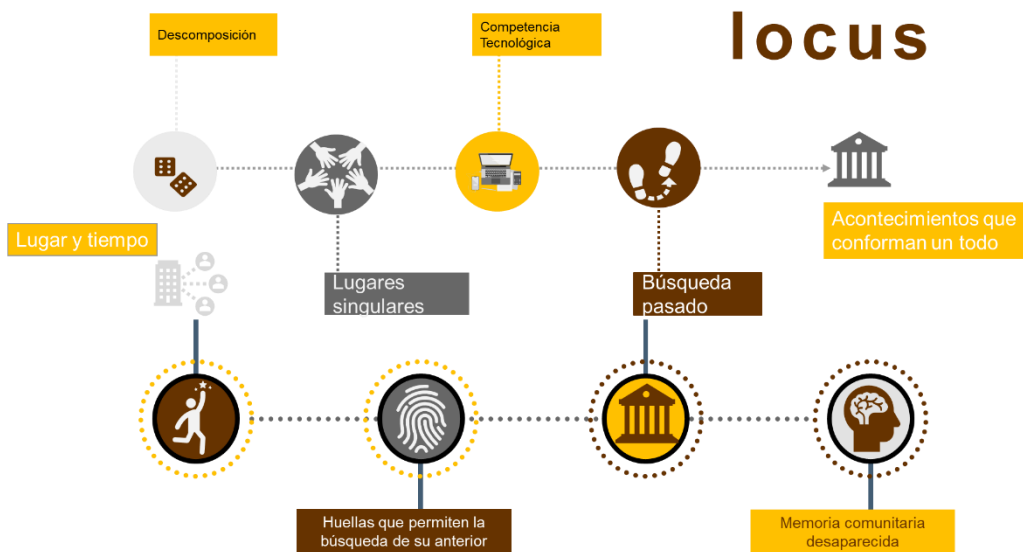 locus
Descomposición
Competencia
Tecnológica
Lugar y tiempo
Acontecimientos que
conforman un todo
Lugares
singulares
Búsqueda
pasado
Huellas que permiten la
búsqueda de su anterior
Memoria comunitaria
desaparecida